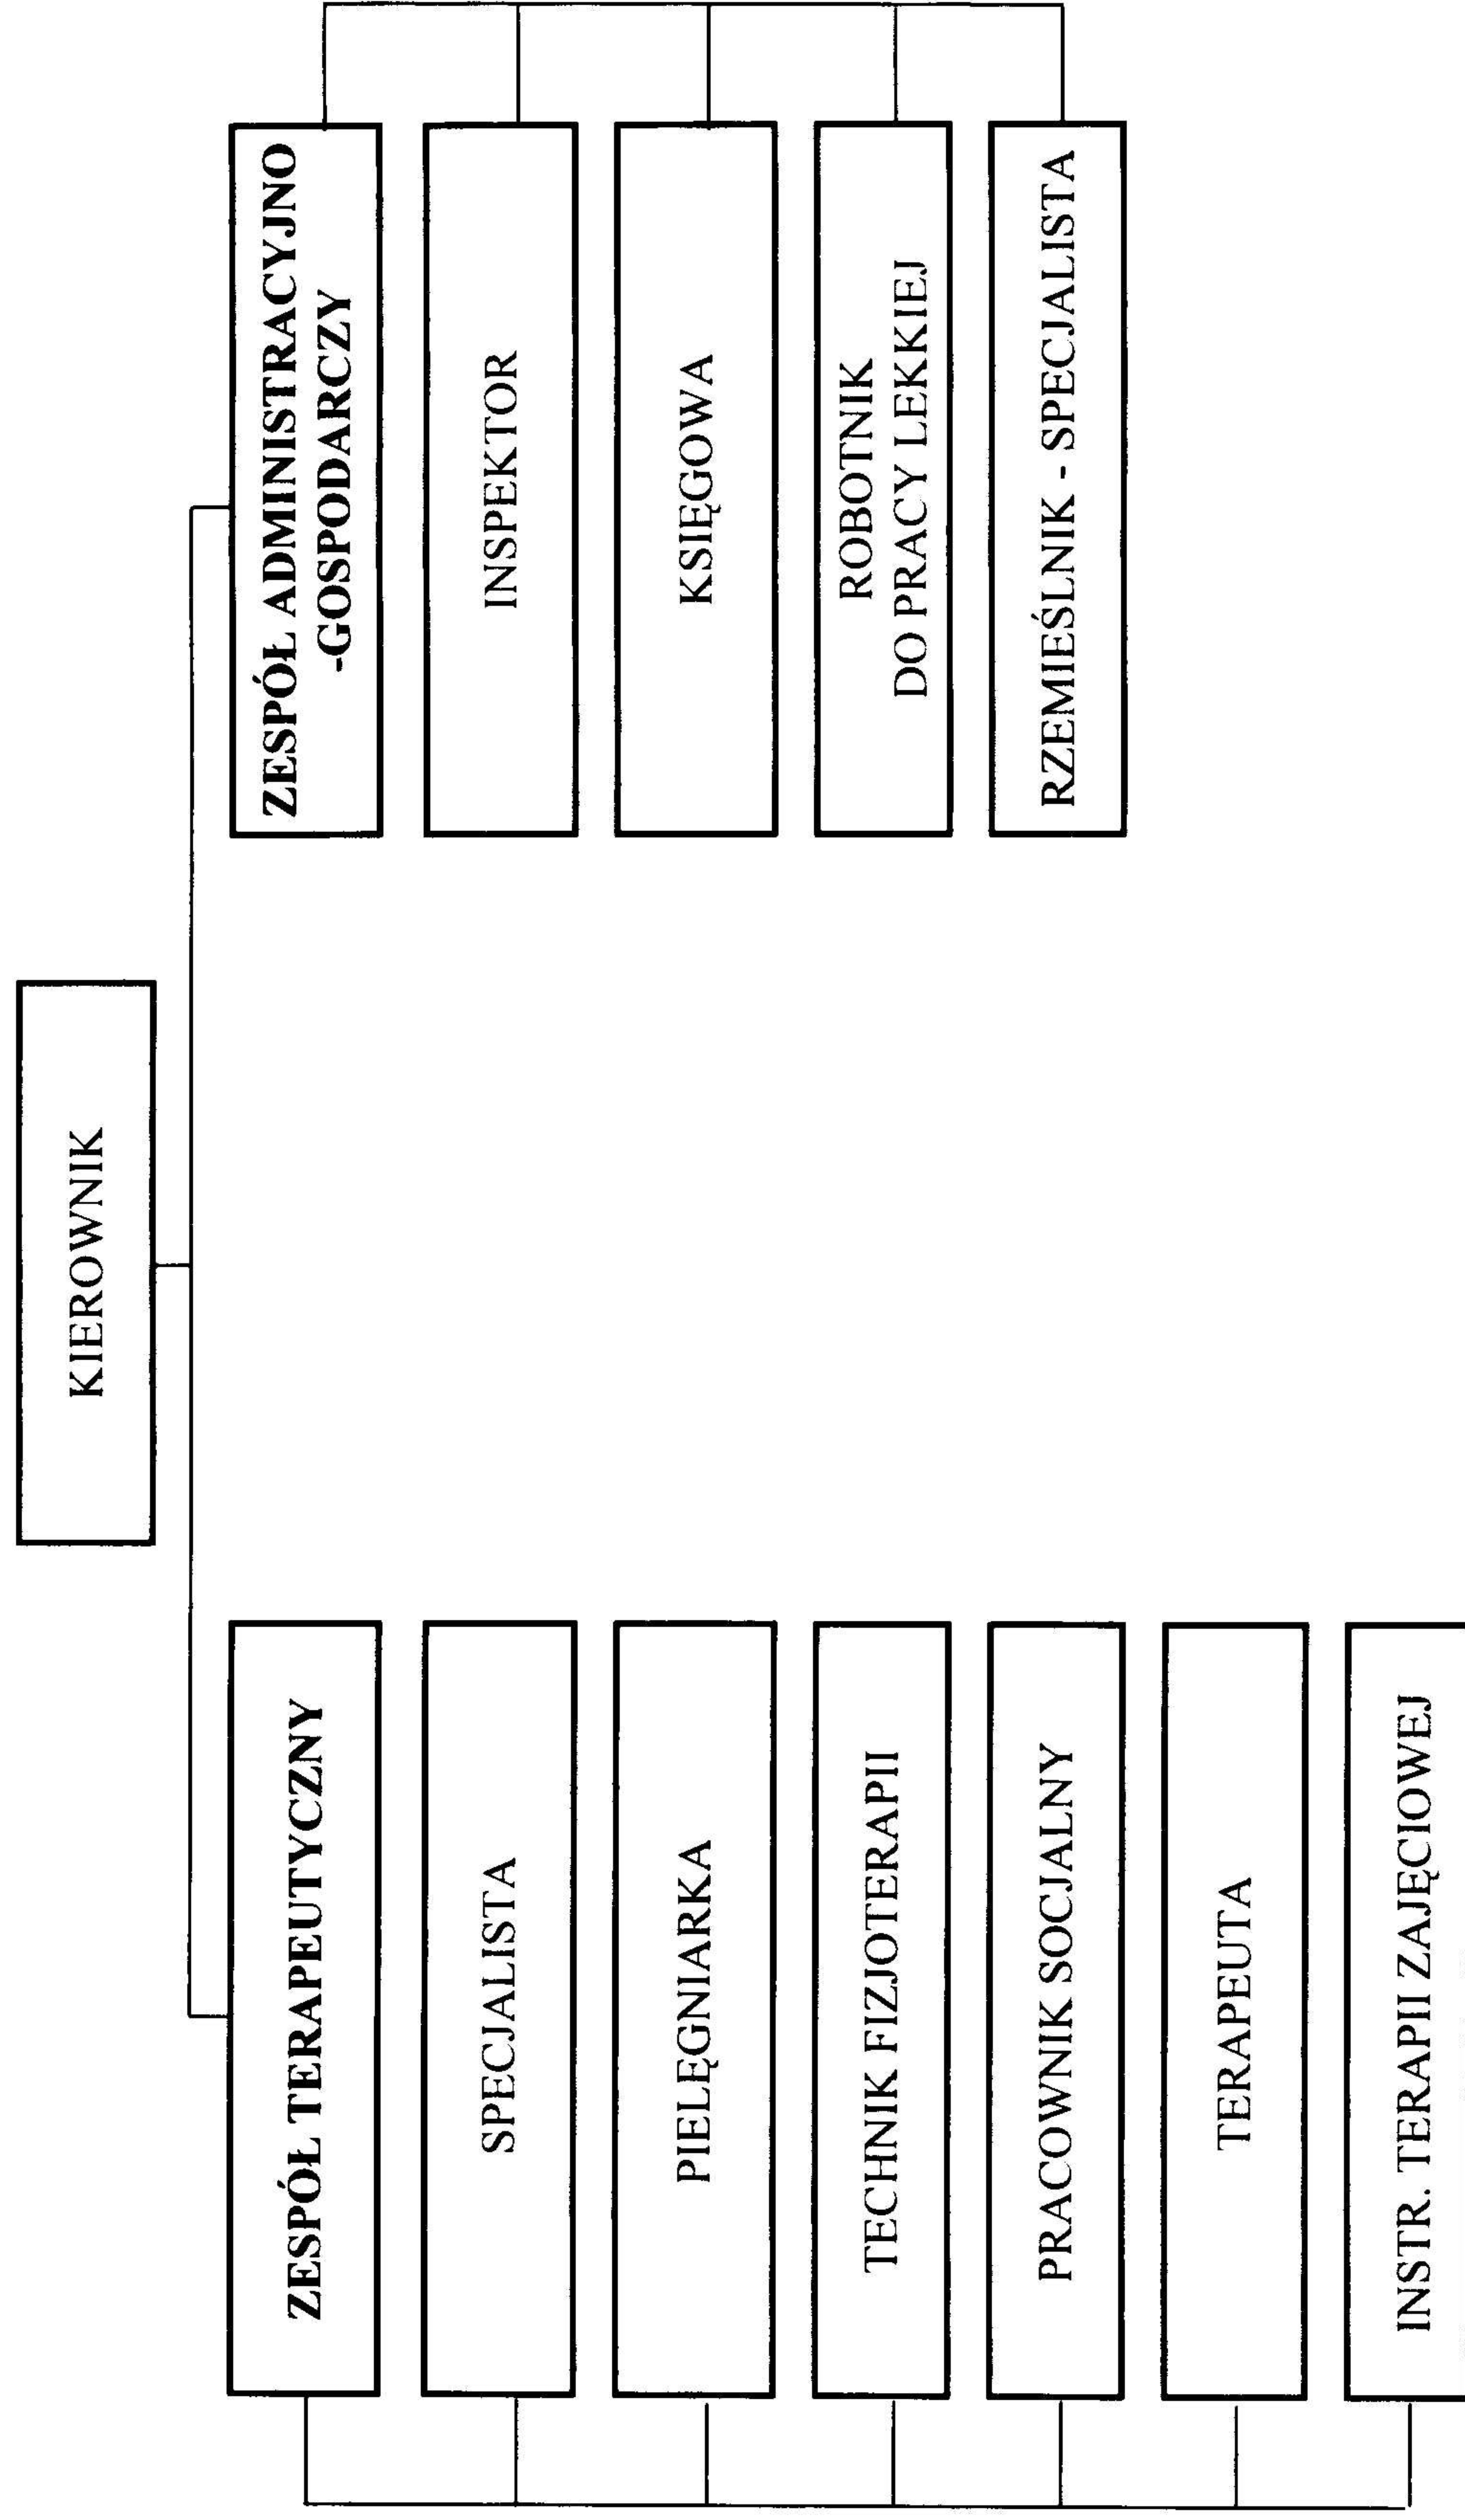 KIEROWNIK
ZESPÓŁ TERAPEUTYCZNY
SPECJALISTA
PIELĘGNIARKA
TECHNIK FIZJOTERAPII
PRACOWNIK SOCJALNY
TERAPEUTA
INSTR. TERAPII ZAJĘCIOWEJ
ZESPÓŁ ADMINISTRACYJNO
-GOSPODARCZY
INSPEKTOR
KSIĘGOWA
ROBOTNIK
DO PRACY LEKKIEJ
RZEMIEŚLNIK - SPECJALISTA